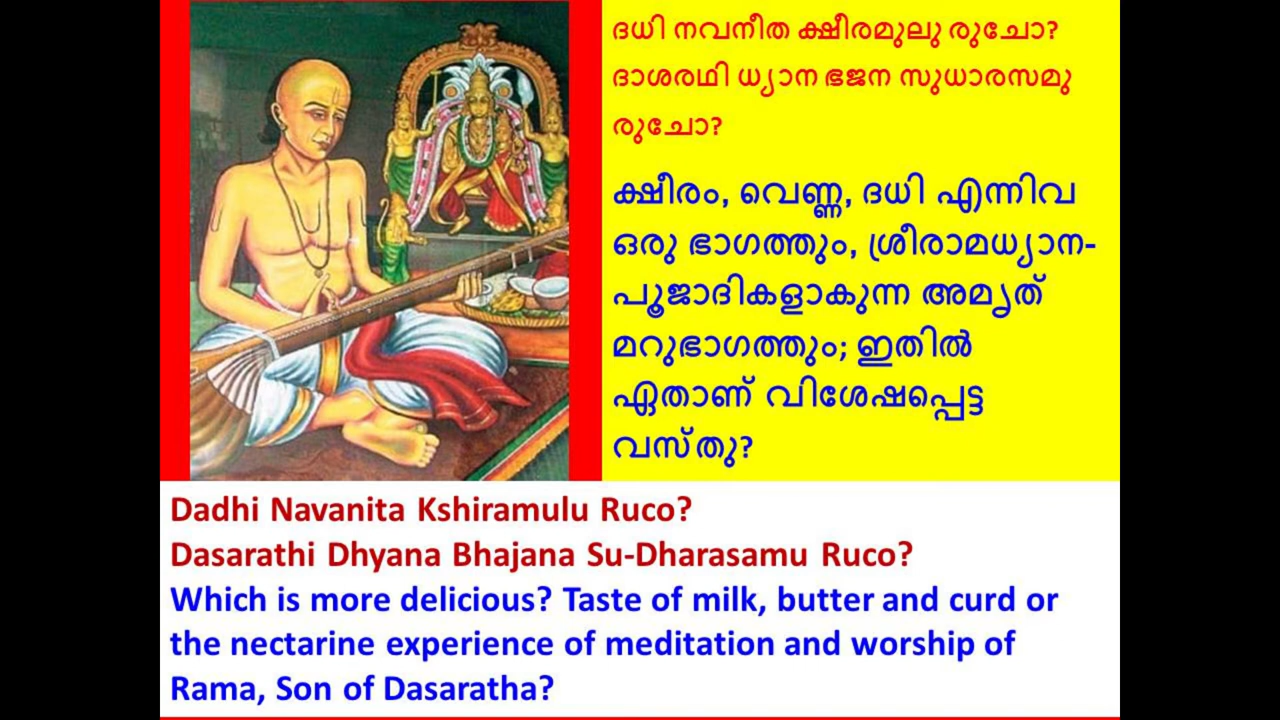 ദധി നവനീത ക്ഷീരമുലു രുചോ?
ദാശരഥി ധ്യാന ഭജന സുധാരസമു
രുചോ?
ക്ഷീരം, വെണ്ണ, ദധി എന്നിവ
ഒരു ഭാഗത്തും, ശ്രീരാമധ്യാന-
പൂജാദികളാകുന്ന അമൃത്
മറുഭാഗത്തും; ഇതിൽ
ഏതാണ് വിശേഷപ്പെട്ട
വസ്തു?
Dadhi Navanita Kshiramulu Ruco?
Dasarathi Dhyana Bhajana Su-Dharasamu Ruco?
Which is more delicious? Taste of milk, butter and curd or
the nectarine experience of meditation and worship of
Rama, Son of Dasaratha?